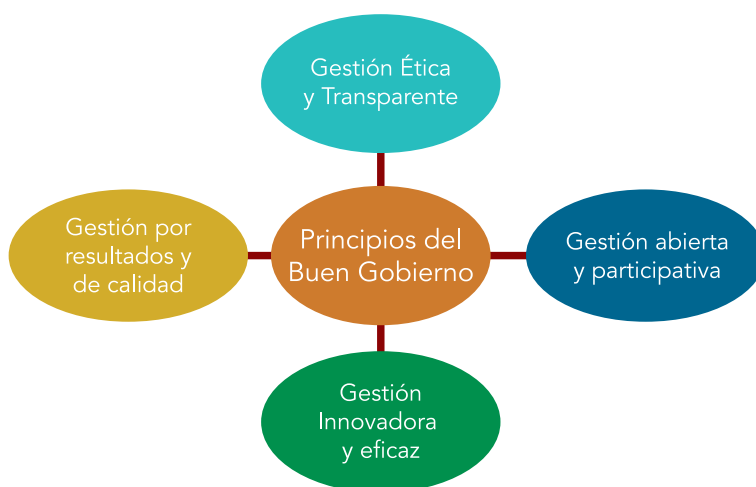 Gestión Ética
y Transparente
Gestión por
resultados y
de calidad
Principios del
Buen Gobierno
Gestión abierta
y participativa
Gestión
Innovadora
y eficaz